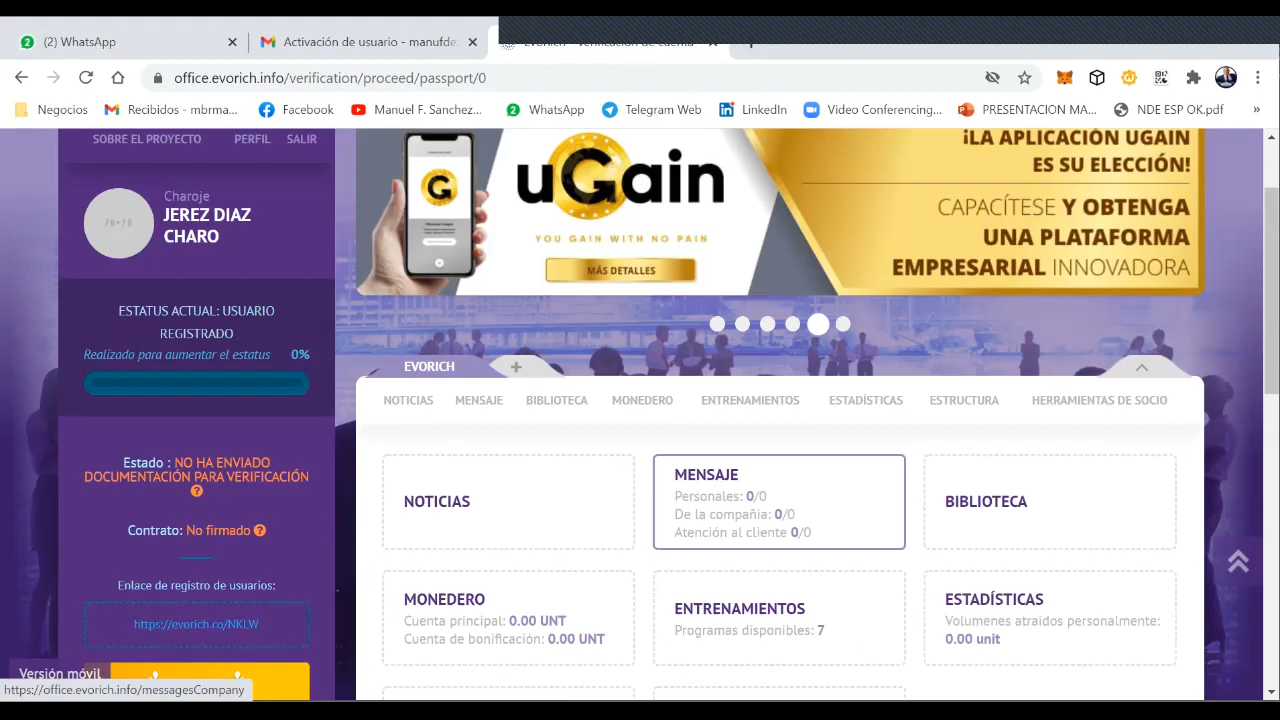 (2) WhatsApp
Activación de usuario - manufdez
office.evorich.info/verification/proceed/passport/0
Negocios
Recibidos - mbrma...
Facebook
Manuel F. Sanchez...
WhatsApp
Telegram Web
LinkedIn
Video Conferencing...
PRESENTACION MA...
NDE ESP OK.pdf
»
SOBRE EL PROYECTO PERFIL SALIR
Charoje
JEREZ DIAZ
CHARO
ESTATUS ACTUAL: USUARIO
REGISTRADO
Realizado para aumentar el estatus 0%
Estado : NO HA ENVIADO
DOCUMENTACIÓN PARA VERIFICACIÓN
Contrato: No firmado
Enlace de registro de usuarios:
https://evorich.co/NKLW
Versión móvil
https://office.evorich.info/messagesCompany
uGain
YOU GAIN WITH NO PAIN
MÁS DETALLES
¡LA APLICACIÓN UGAIN
ES SU ELECCIÓN!
CAPACÍTESE Y OBTENGA
UNA PLATAFORMA
EMPRESARIAL INNOVADORA
EVORICH +
NOTICIAS MENSAJE BIBLIOTECA MONEDERO ENTRENAMIENTOS ESTADÍSTICAS ESTRUCTURA HERRAMIENTAS DE SOCIO
NOTICIAS
MENSAJE
Personales: 0/0
De la compañia: 0/0
Atención al cliente 0/0
BIBLIOTECA
MONEDERO
Cuenta principal: 0.00 UNT
Cuenta de bonificación: 0.00 UNT
ENTRENAMIENTOS
Programas disponibles: 7
ESTADÍSTICAS
Volumenes atraidos personalmente:
0.00 unit